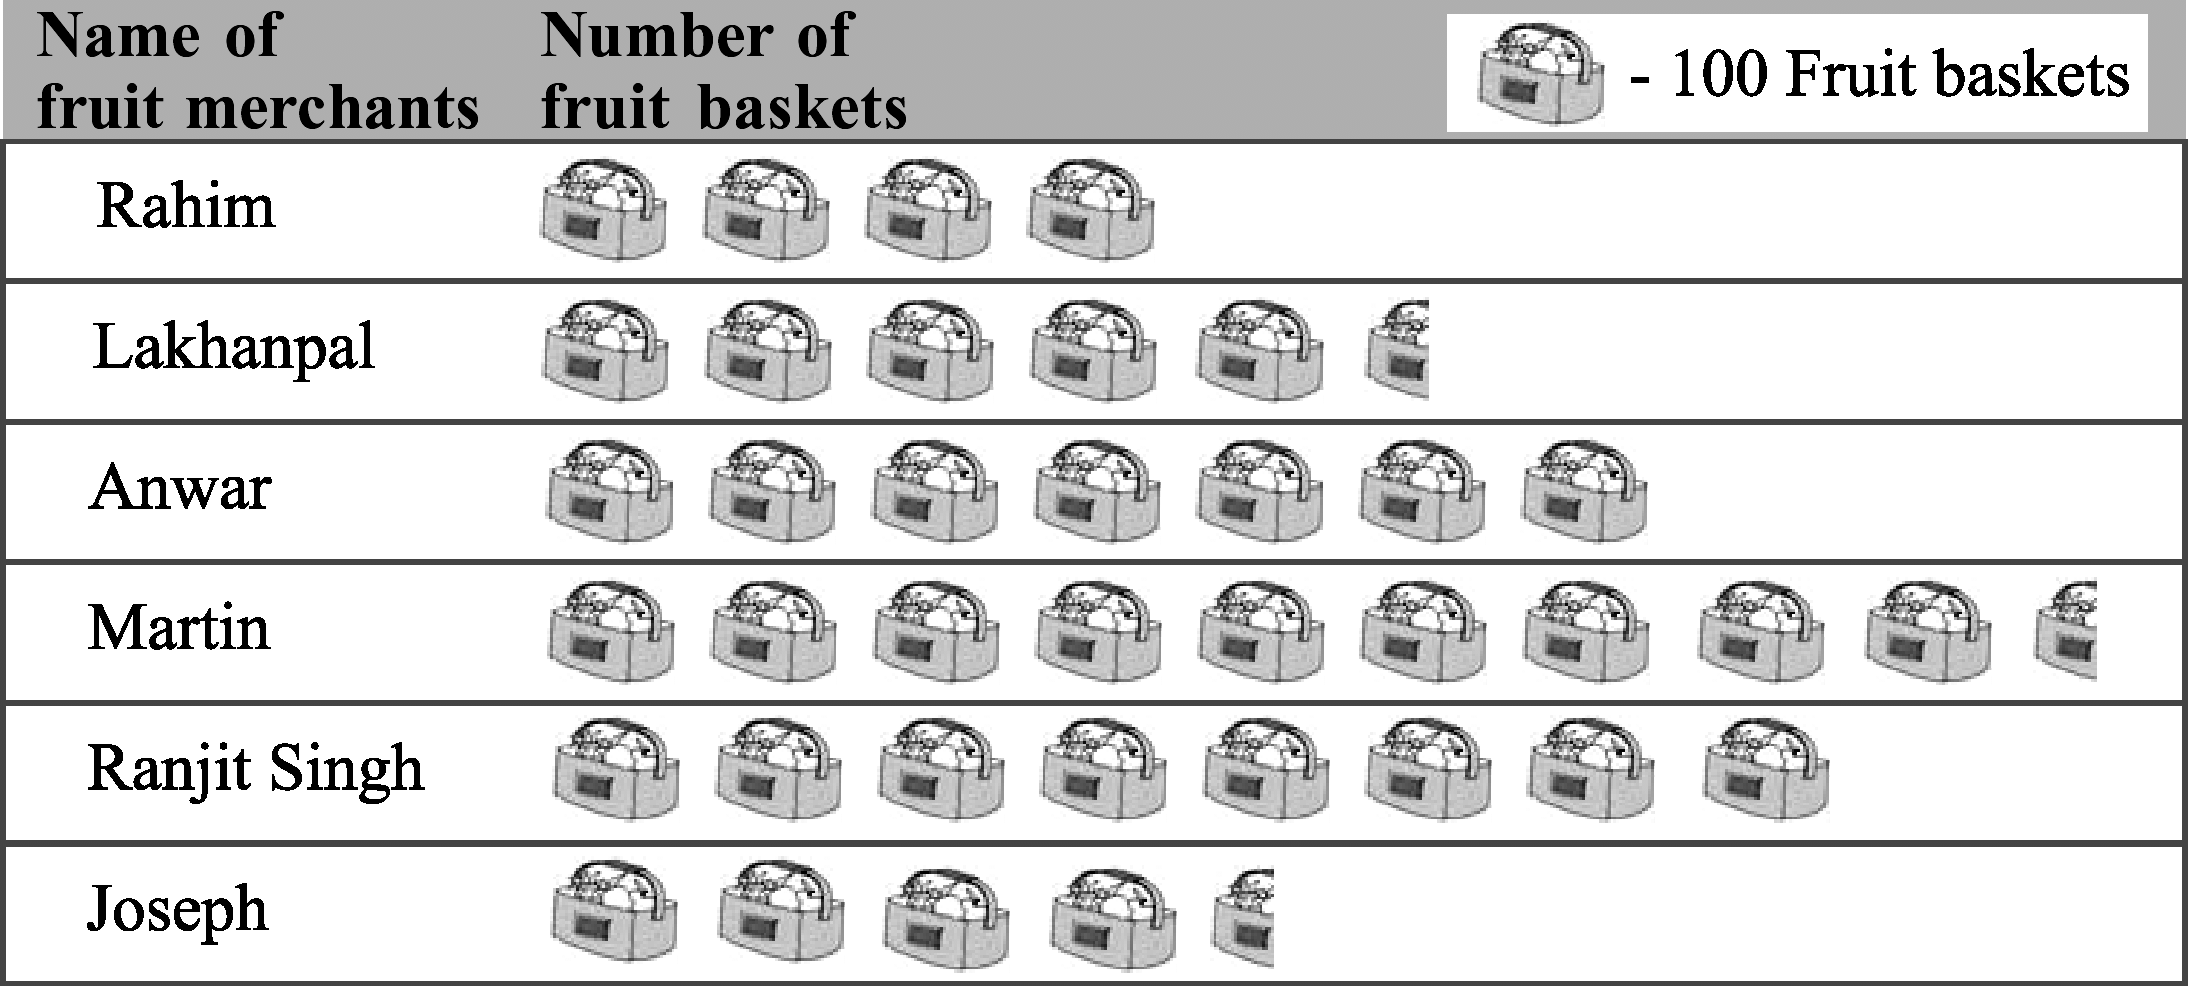 Name of
fruit merchants
Number of
fruit baskets
- 100 Fruit baskets
Rahim
Lakhanpal
Anwar
Martin
Ranjit Singh
Joseph